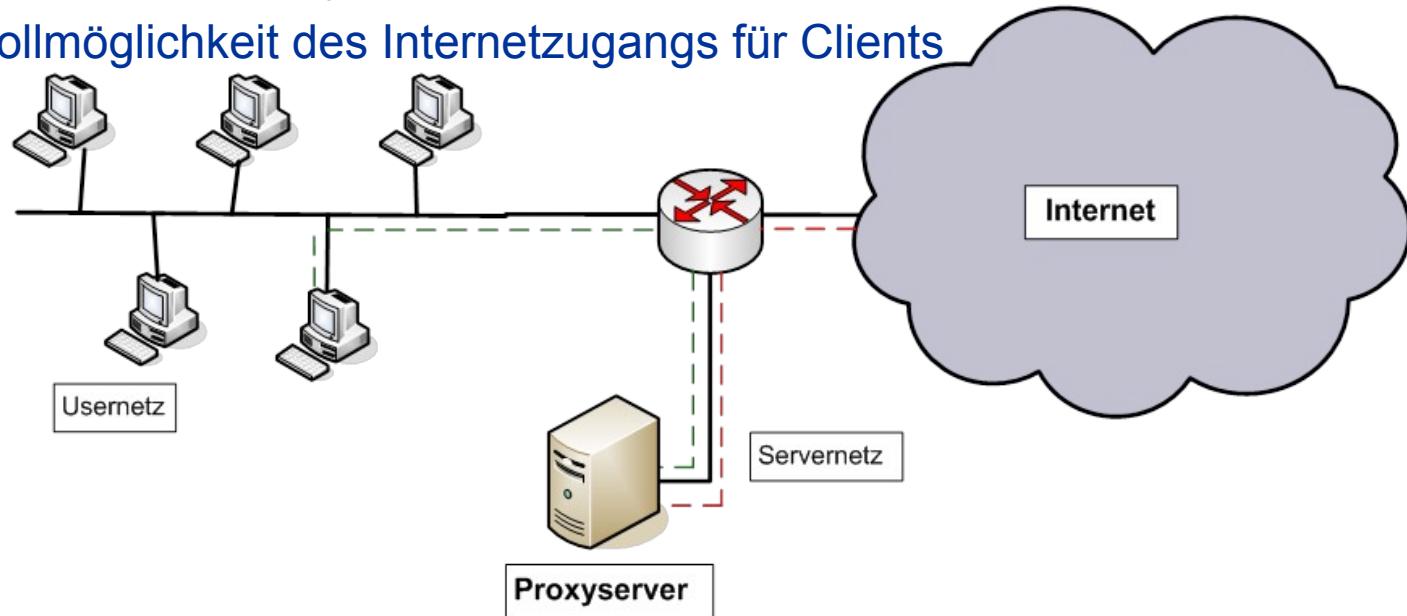 ollmöglichkeit des Internetzugangs für Clients
Internet
Usernetz
Servernetz
Proxyserver